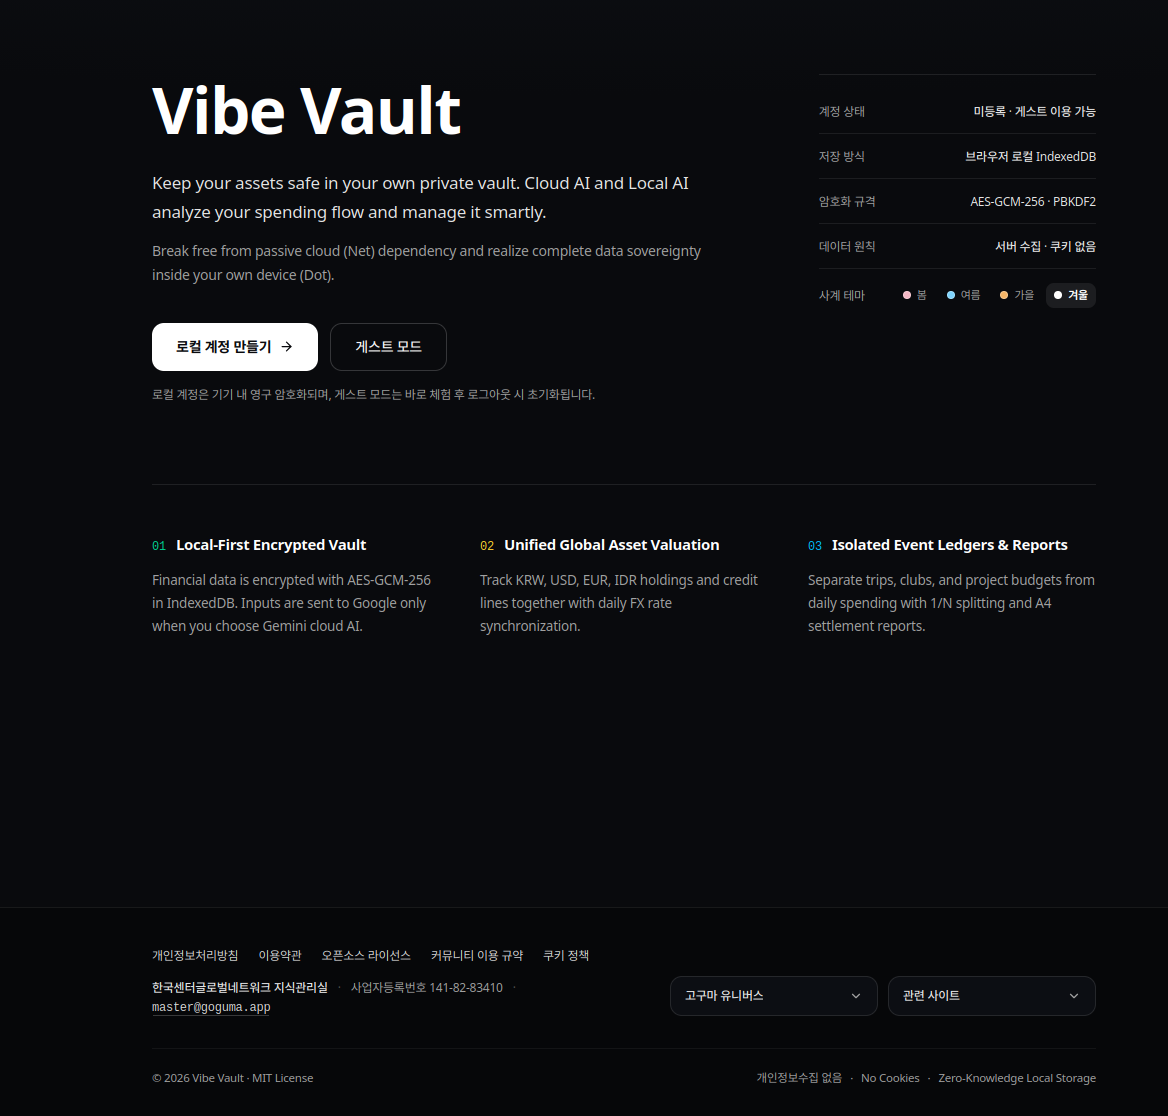 Vibe Vault
Keep your assets safe in your own private vault. Cloud AI and Local AI
analyze your spending flow and manage it smartly.
Break free from passive cloud (Net) dependency and realize complete data sovereignty
inside your own device (Dot).
로컬 계정 만들기 →
게스트 모드
로컬 계정은 기기 내 영구 암호화되며, 게스트 모드는 바로 체험 후 로그아웃 시 초기화됩니다.
계정 상태 미등록 · 게스트 이용 가능
저장 방식 브라우저 로컬 IndexedDB
암호화 규격 AES-GCM-256 · PBKDF2
데이터 원칙 서버 수집 · 쿠키 없음
사계 테마 봄 여름 가을 겨울
01 Local-First Encrypted Vault
Financial data is encrypted with AES-GCM-256
in IndexedDB. Inputs are sent to Google only
when you choose Gemini cloud AI.
02 Unified Global Asset Valuation
Track KRW, USD, EUR, IDR holdings and credit
lines together with daily FX rate
synchronization.
03 Isolated Event Ledgers & Reports
Separate trips, clubs, and project budgets from
daily spending with 1/N splitting and A4
settlement reports.
개인정보처리방침 이용약관 오픈소스 라이선스 커뮤니티 이용 규약 쿠키 정책
한국센터글로벌네트워크 지식관리실 · 사업자등록번호 141-82-83410 ·
master@goguma.app
고구마 유니버스
관련 사이트
© 2026 Vibe Vault · MIT License
개인정보수집 없음 · No Cookies · Zero-Knowledge Local Storage